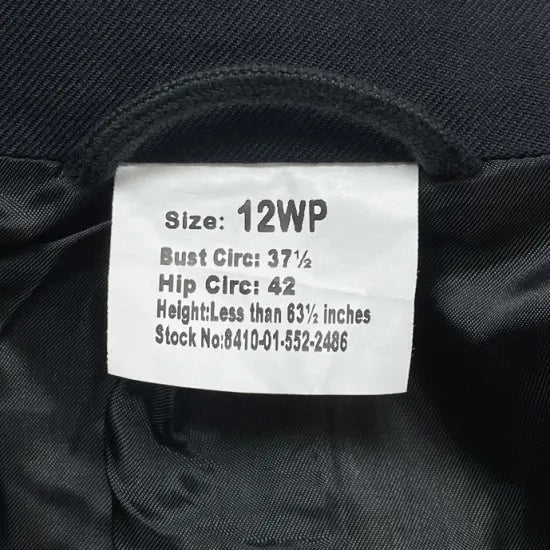 Size: 12WP
Bust Circ: 37½
Hip Circ: 42
Height:Less than 63½ inches
Stock No:8410-01-552-2486